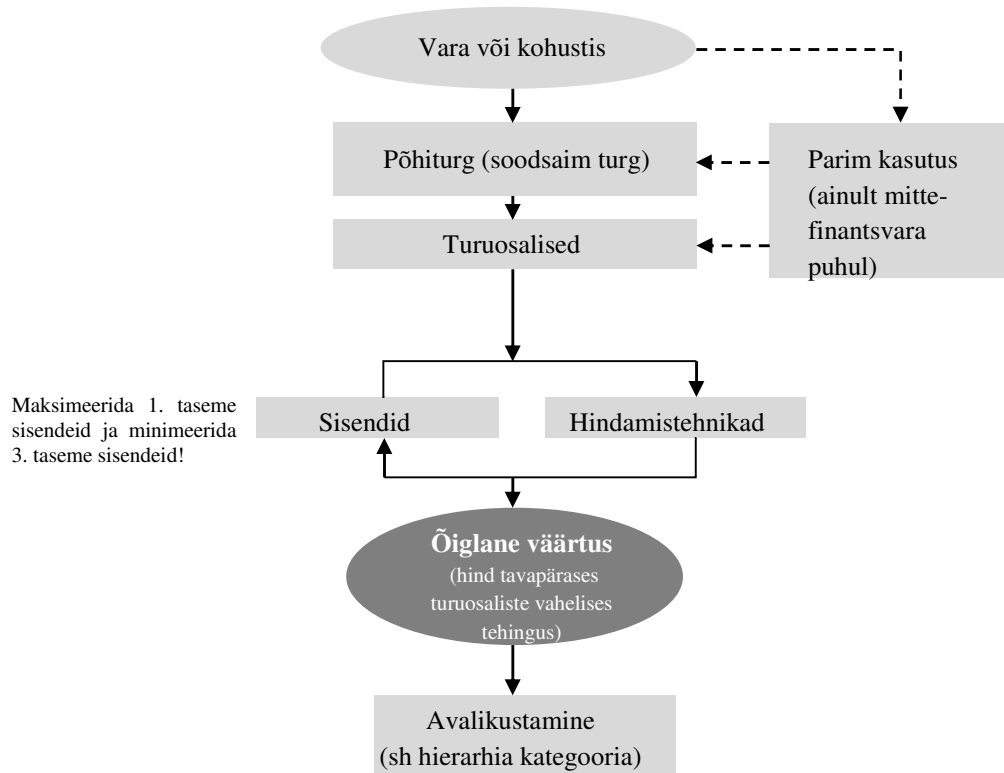 Vara või kohustis
Põhiturg (soodsaim turg)
Parim kasutus
(ainult mitte-
finantsvara
puhul)
Turuosalised
Maksimeerida 1. taseme
sisendeid ja minimeerida
3. taseme sisendeid!
Sisendid
Hindamistehnikad
Õiglane väärtus
(hind tavapärases
turuosaliste vahelises
tehingus)
Avalikustamine
(sh hierarhia kategooria)